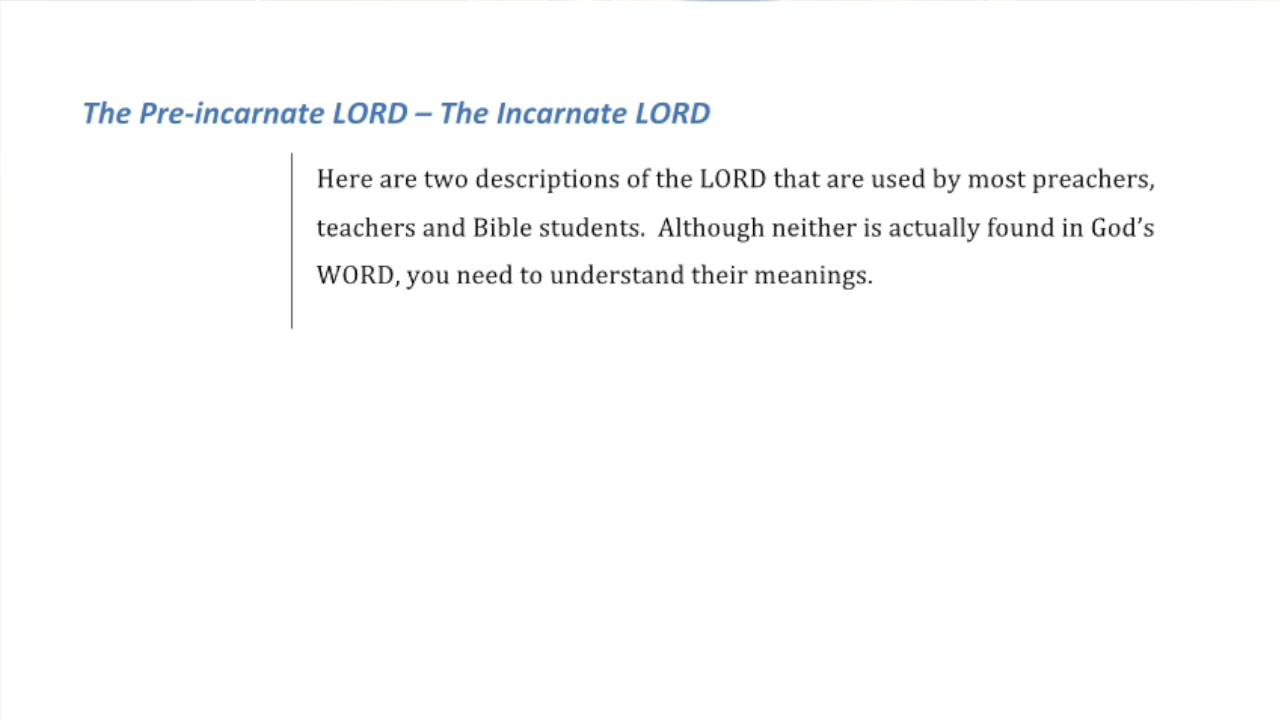 The Pre-incarnate LORD – The Incarnate LORD
Here are two descriptions of the LORD that are used by most preachers,
teachers and Bible students.  Although neither is actually found in God’s
WORD, you need to understand their meanings.